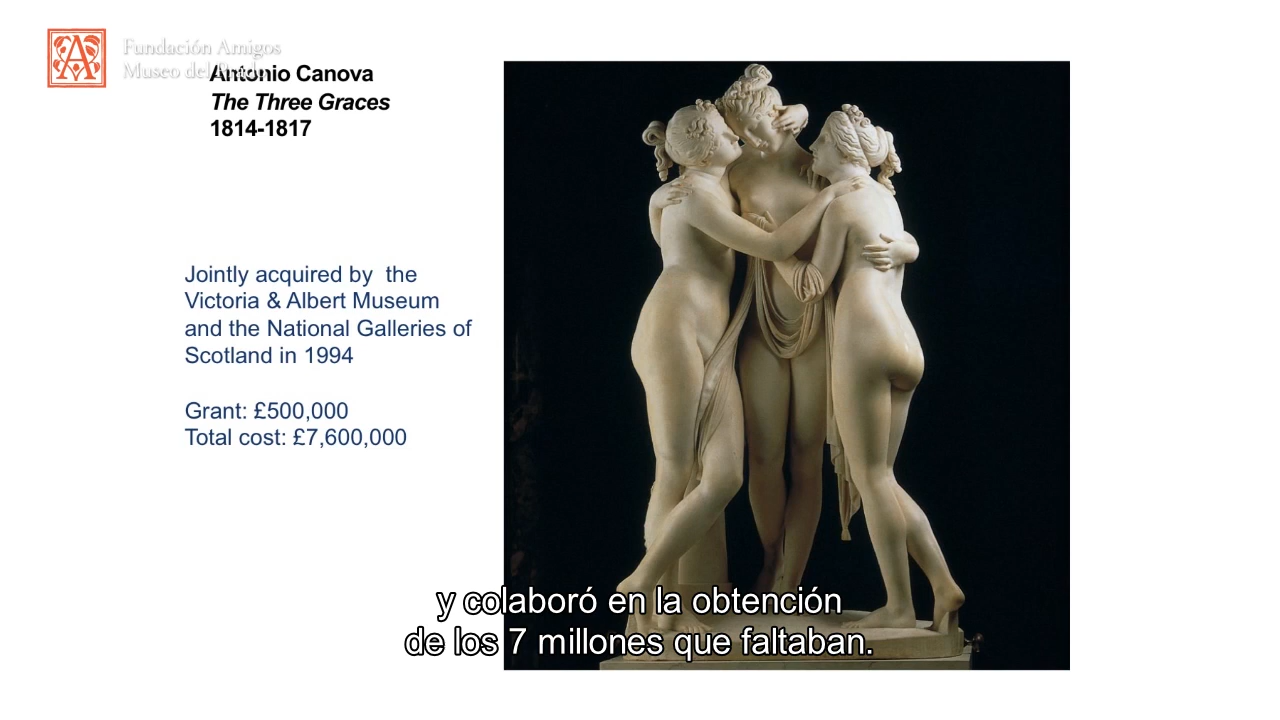 Fundación Amigos
Museo del Prado
Antonio Canova
The Three Graces
1814-1817
Jointly acquired by the
Victoria & Albert Museum
and the National Galleries of
Scotland in 1994
Grant: £500,000
Total cost: £7,600,000
y colaboró en la obtención
de los 7 millones que faltaban.